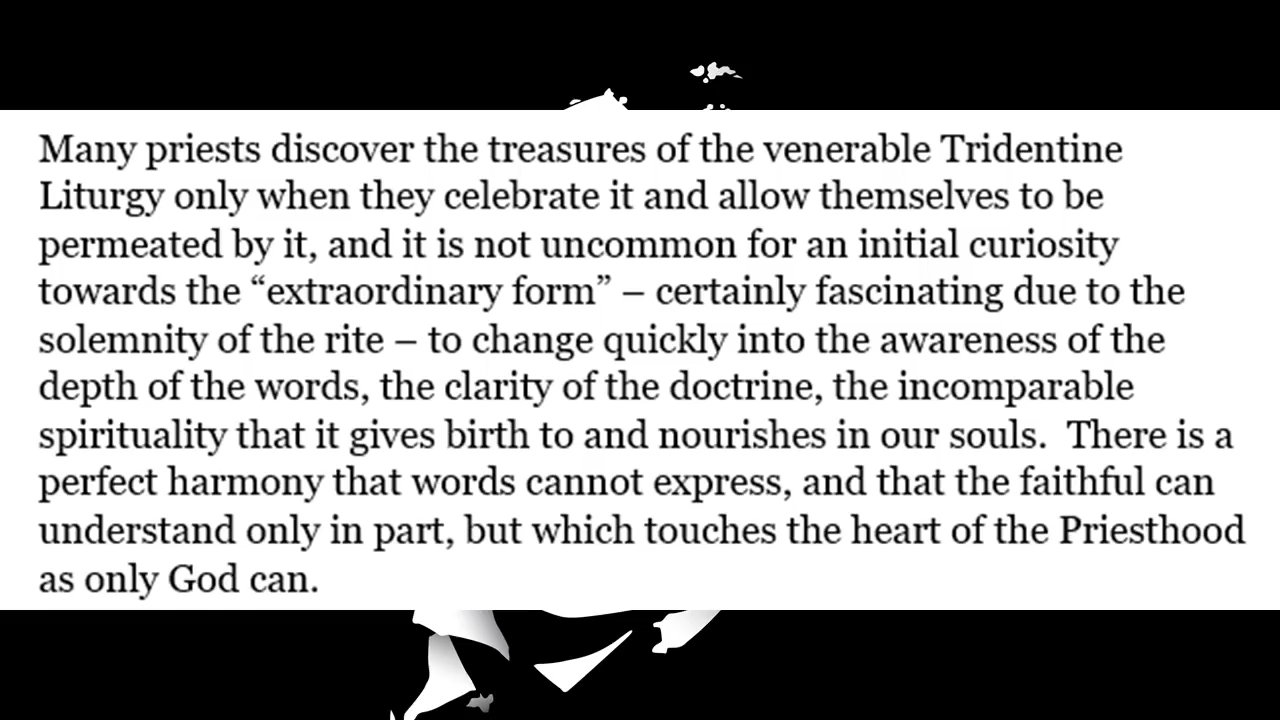 Many priests discover the treasures of the venerable Tridentine
Liturgy only when they celebrate it and allow themselves to be
permeated by it, and it is not uncommon for an initial curiosity
towards the “extraordinary form” – certainly fascinating due to the
solemnity of the rite – to change quickly into the awareness of the
depth of the words, the clarity of the doctrine, the incomparable
spirituality that it gives birth to and nourishes in our souls.  There is a
perfect harmony that words cannot express, and that the faithful can
understand only in part, but which touches the heart of the Priesthood
as only God can.